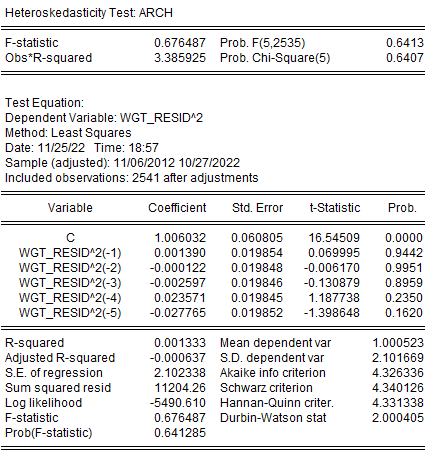 Heteroskedasticity Test: ARCH
F-statistic 0.676487 Prob. F(5,2535) 0.6413
Obs*R-squared 3.385925 Prob. Chi-Square(5) 0.6407
Test Equation:
Dependent Variable: WGT_RESID^2
Method: Least Squares
Date: 11/25/22 Time: 18:57
Sample (adjusted): 11/06/2012 10/27/2022
Included observations: 2541 after adjustments
Variable Coefficient Std. Error t-Statistic Prob.
C 1.006032 0.060805 16.54509 0.0000
WGT_RESID^2(-1) 0.001390 0.019854 0.069995 0.9442
WGT_RESID^2(-2) -0.000122 0.019848 -0.006170 0.9951
WGT_RESID^2(-3) -0.002597 0.019846 -0.130879 0.8959
WGT_RESID^2(-4) 0.023571 0.019845 1.187738 0.2350
WGT_RESID^2(-5) -0.027765 0.019852 -1.398648 0.1620
R-squared 0.001333 Mean dependent var 1.000523
Adjusted R-squared -0.000637 S.D. dependent var 2.101669
S.E. of regression 2.102338 Akaike info criterion 4.326336
Sum squared resid 11204.26 Schwarz criterion 4.340126
Log likelihood -5490.610 Hannan-Quinn criter. 4.331338
F-statistic 0.676487 Durbin-Watson stat 2.000405
Prob(F-statistic) 0.641285